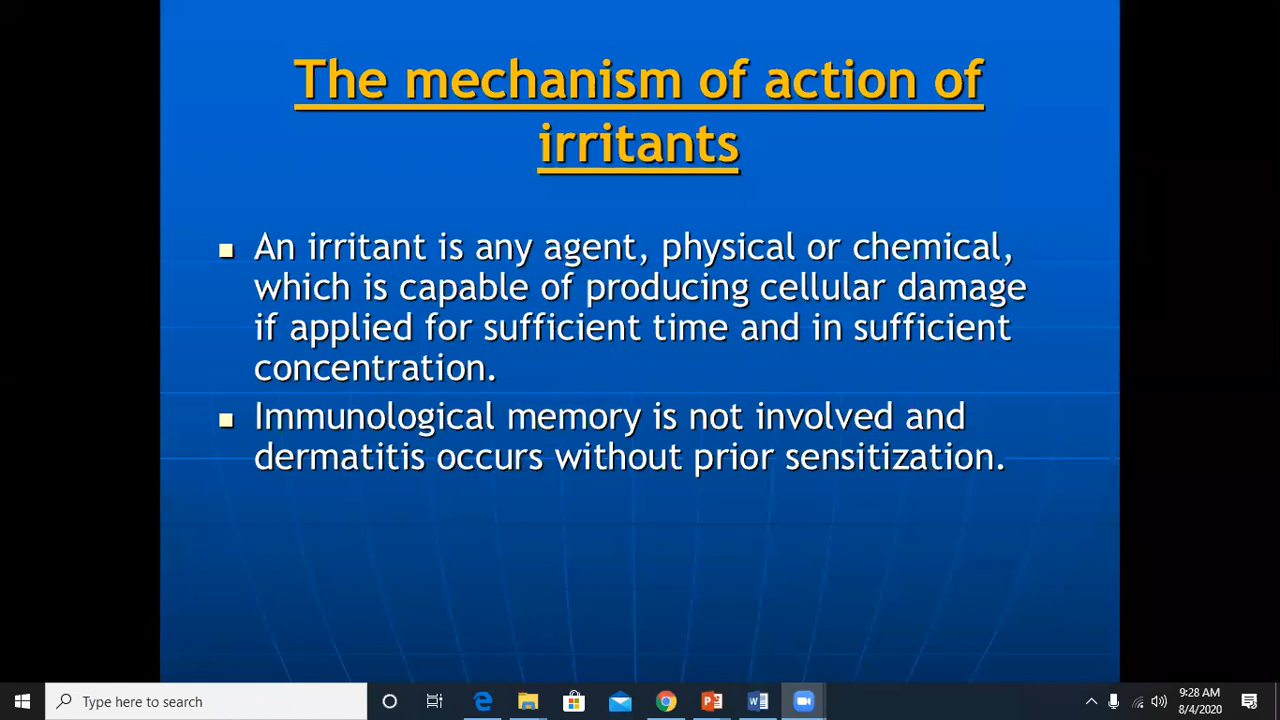 The mechanism of action of
irritants
An irritant is any agent, physical or chemical,
which is capable of producing cellular damage
if applied for sufficient time and in sufficient
concentration.
Immunological memory is not involved and
dermatitis occurs without prior sensitization.
Type here to search
9:28 AM
8/4/2020